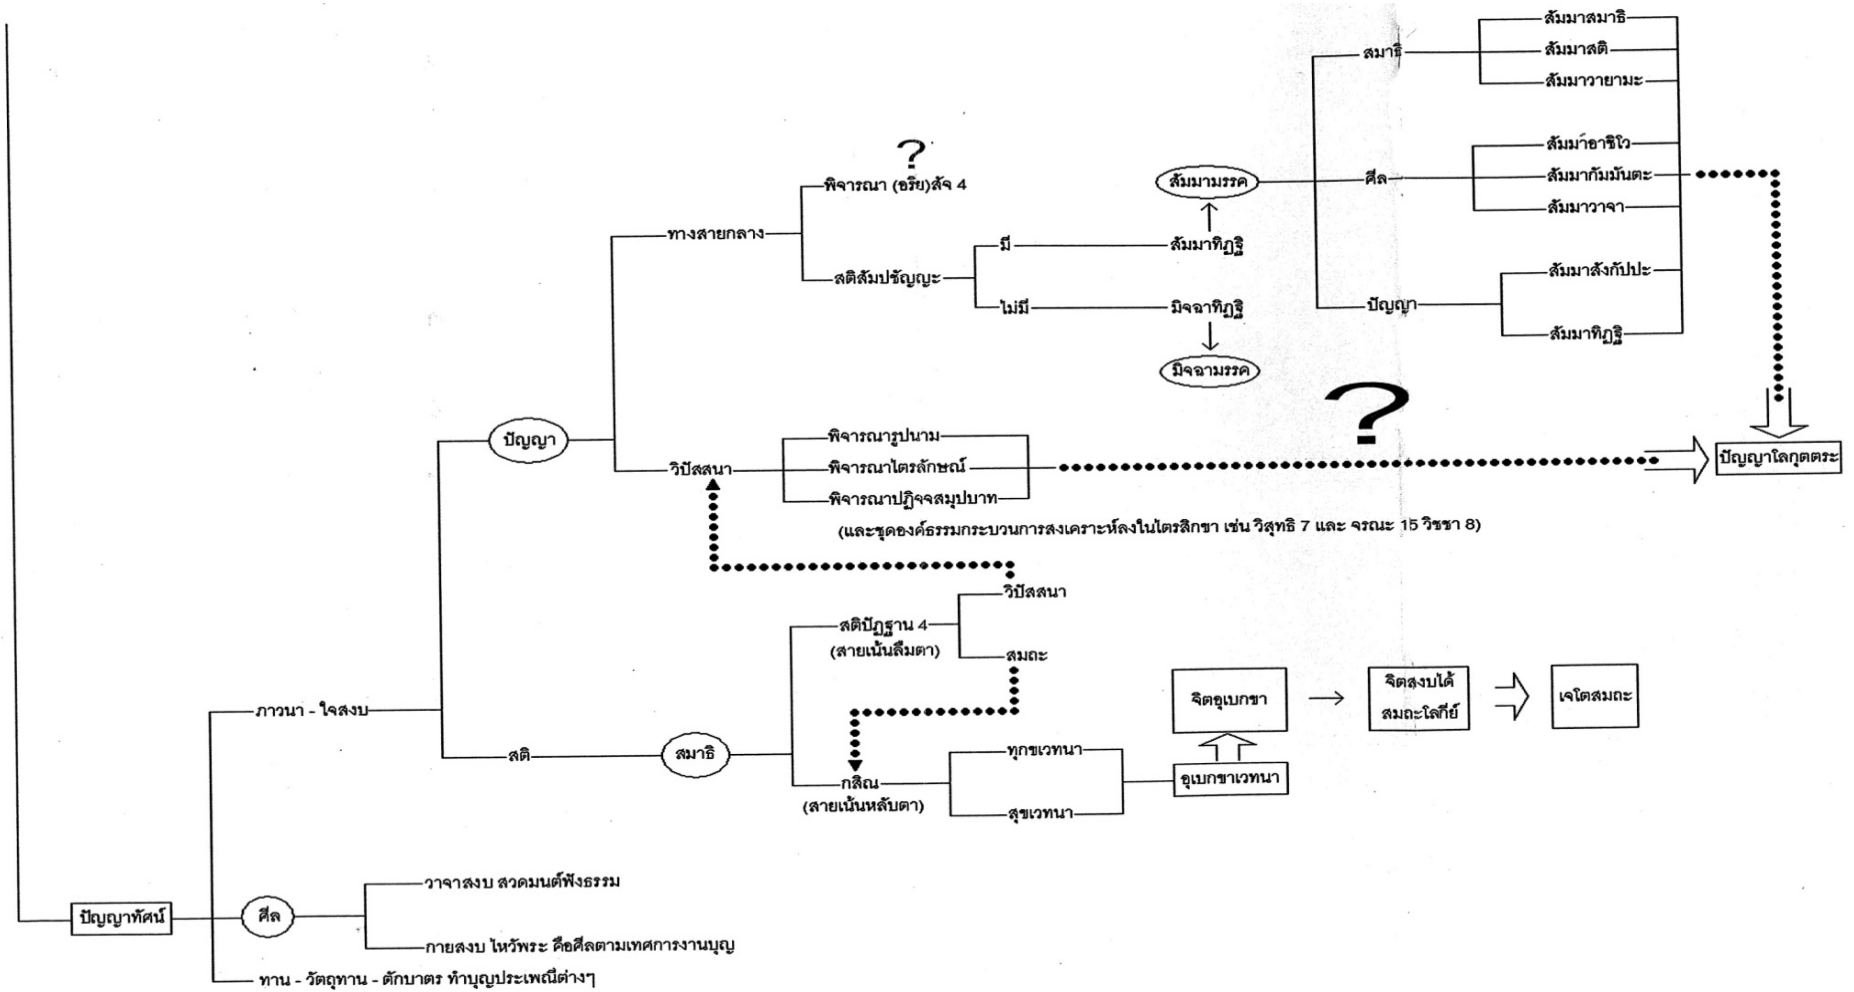 สัมมาสมาธิ
สมาธิ
สัมมาสติ
สัมมาวายามะ
?
พิจารณา (อริย)สัจ 4
สัมมามรรค
ศีล
สัมมาอาชิโว
สัมมากัมมันตะ
สัมมาวาจา
ทางสายกลาง
มี
สัมมาทิฏฐิ
สติสัมปชัญญะ
ไม่มี
มิจฉาทิฏฐิ
มิจฉามรรค
ปัญญา
สัมมาสังกัปปะ
สัมมาทิฏฐิ
ปัญญา
วิปัสสนา
พิจารณารูปนาม
พิจารณาไตรลักษณ์
พิจารณาปฏิจจสมุปบาท
?
ปัญญาโลกุตตระ
(และชุดองค์ธรรมกระบวนการสงเคราะห์ลงในไตรสิกขา เช่น วิสุทธิ 7 และ จรณะ 15 วิชชา 8)
วิปัสสนา
สติปัฏฐาน 4
(สายเน้นลืมตา)
สมถะ
ภาวนา - ใจสงบ
สติ
สมาธิ
กสิณ
(สายเน้นหลับตา)
ทุกขเวทนา
สุขเวทนา
อุเบกขาเวทนา
จิตอุเบกขา
จิตสงบได้
สมถะโลกีย์
เจโตสมถะ
ปัญญาทัศน์
ศีล
วาจาสงบ สวดมนต์ฟังธรรม
กายสงบ ไหว้พระ คือศีลตามเทศการงานบุญ
ทาน - วัตถุทาน - ตักบาตร ทำบุญประเพณีต่างๆ